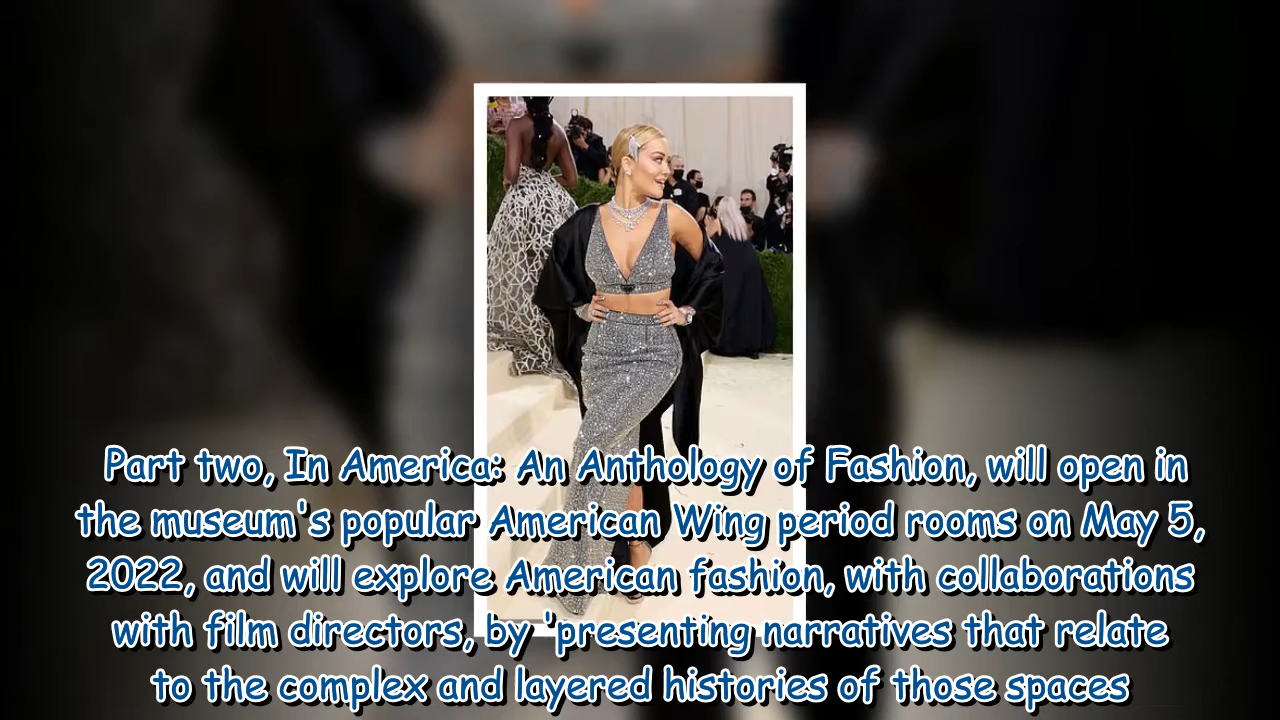 Part two, In America: An Anthology of Fashion, will open in
the museum's popular American Wing period rooms on May 5,
2022, and will explore American fashion, with collaborations
with film directors, by 'presenting narratives that relate
to the complex and layered histories of those spaces